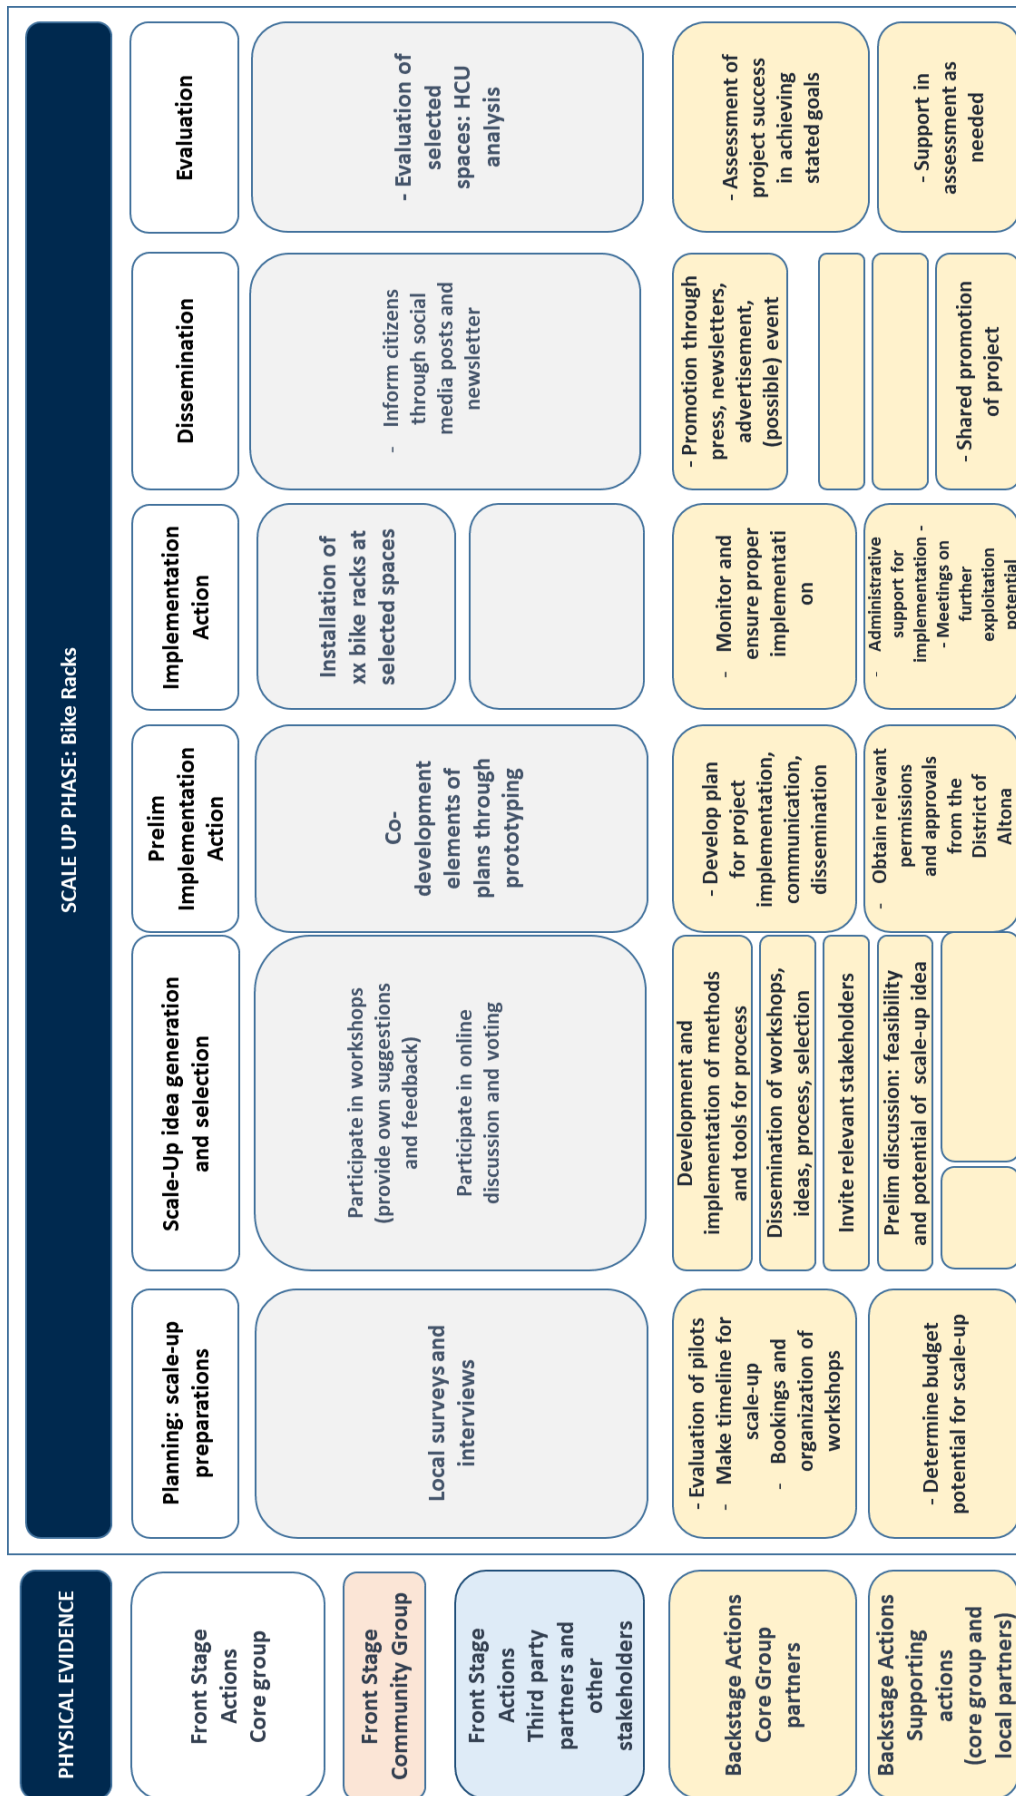 PHYSICAL EVIDENCE
SCALE UP PHASE: Bike Racks
Planning: scale-up
preparations
Scale-Up idea generation
and selection
Prelim
Implementation
Action
Implementation
Action
Dissemination
Evaluation
Front Stage
Actions
Core group
Front Stage
Community Group
Front Stage
Actions
Third party
partners and
other
stakeholders
Local surveys and
interviews
Participate in workshops
(provide own suggestions
and feedback)
Participate in online
discussion and voting
Co-
development
elements of
plans through
prototyping
Installation of
xx bike racks at
selected spaces
- Inform citizens
through social
media posts and
newsletter
- Evaluation of
selected
spaces: HCU
analysis
Backstage Actions
Core Group
partners
- Evaluation of pilots
- Make timeline for
scale-up
- Bookings and
organization of
workshops
Development and
implementation of methods
and tools for process
Dissemination of workshops,
ideas, process, selection
Invite relevant stakeholders
- Develop plan
for project
implementation,
communication,
dissemination
- Monitor and
ensure proper
implementati
on
- Promotion through
press, newsletters,
advertisement,
(possible) event
- Assessment of
project success
in achieving
stated goals
Backstage Actions
Supporting
actions
(core group and
local partners)
- Determine budget
potential for scale-up
Prelim discussion: feasibility
and potential of scale-up idea
- Obtain relevant
permissions
and approvals
from the
District of
Altona
- Administrative
support for
implementation -
- Meetings on
further
exploitation
potential
- Shared promotion
of project
- Support in
assessment as
needed